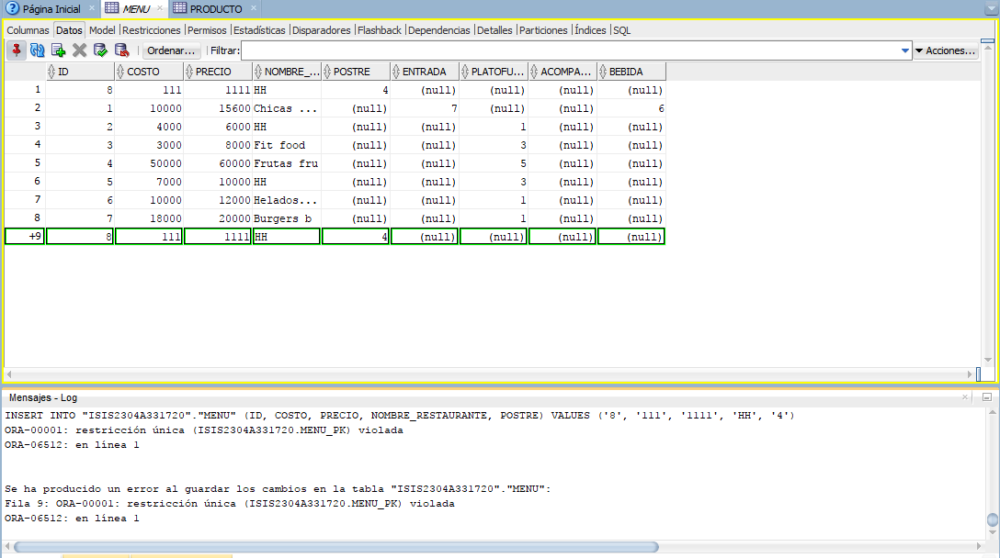 Página Inicial MENU PRODUCTO
Columnas Datos Model Restricciones Permisos Estadísticas Disparadores Flashback Dependencias Detalles Particiones Índices SQL
Ordenar... Filtrar: Acciones...
ID COSTO PRECIO NOMBRE_... POSTRE ENTRADA PLATOFU... ACOMPA... BEBIDA
1 8 111 1111 HH 4 (null) (null) (null) (null)
2 1 10000 15600 Chicas ... (null) 7 (null) (null) 6
3 2 4000 6000 HH (null) (null) 1 (null) (null)
4 3 3000 8000 Fit food (null) (null) 3 (null) (null)
5 4 50000 60000 Frutas fru (null) (null) 5 (null) (null)
6 5 7000 10000 HH (null) (null) 3 (null) (null)
7 6 10000 12000 Helados... (null) (null) 1 (null) (null)
8 7 18000 20000 Burgers b (null) (null) 1 (null) (null)
+9 8 111 1111 HH 4 (null) (null) (null) (null)
Mensajes - Log
INSERT INTO "ISIS2304A331720"."MENU" (ID, COSTO, PRECIO, NOMBRE_RESTAURANTE, POSTRE) VALUES ('8', '111', '1111', 'HH', '4')
ORA-00001: restricción única (ISIS2304A331720.MENU_PK) violada
ORA-06512: en línea 1
Se ha producido un error al guardar los cambios en la tabla "ISIS2304A331720"."MENU":
Fila 9: ORA-00001: restricción única (ISIS2304A331720.MENU_PK) violada
ORA-06512: en línea 1